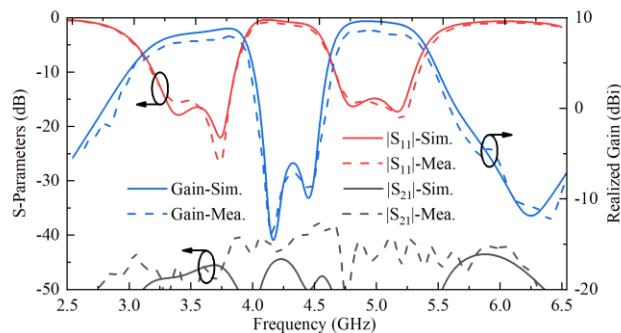 0
-10
-20
-30
-40
-50
S-Parameters (dB)
10
0
-10
-20
Realized Gain (dBi)
|S11|-Sim.
|S11|-Mea.
|S21|-Sim.
|S21|-Mea.
Gain-Sim.
Gain-Mea.
2.5 3.0 3.5 4.0 4.5 5.0 5.5 6.0 6.5
Frequency (GHz)